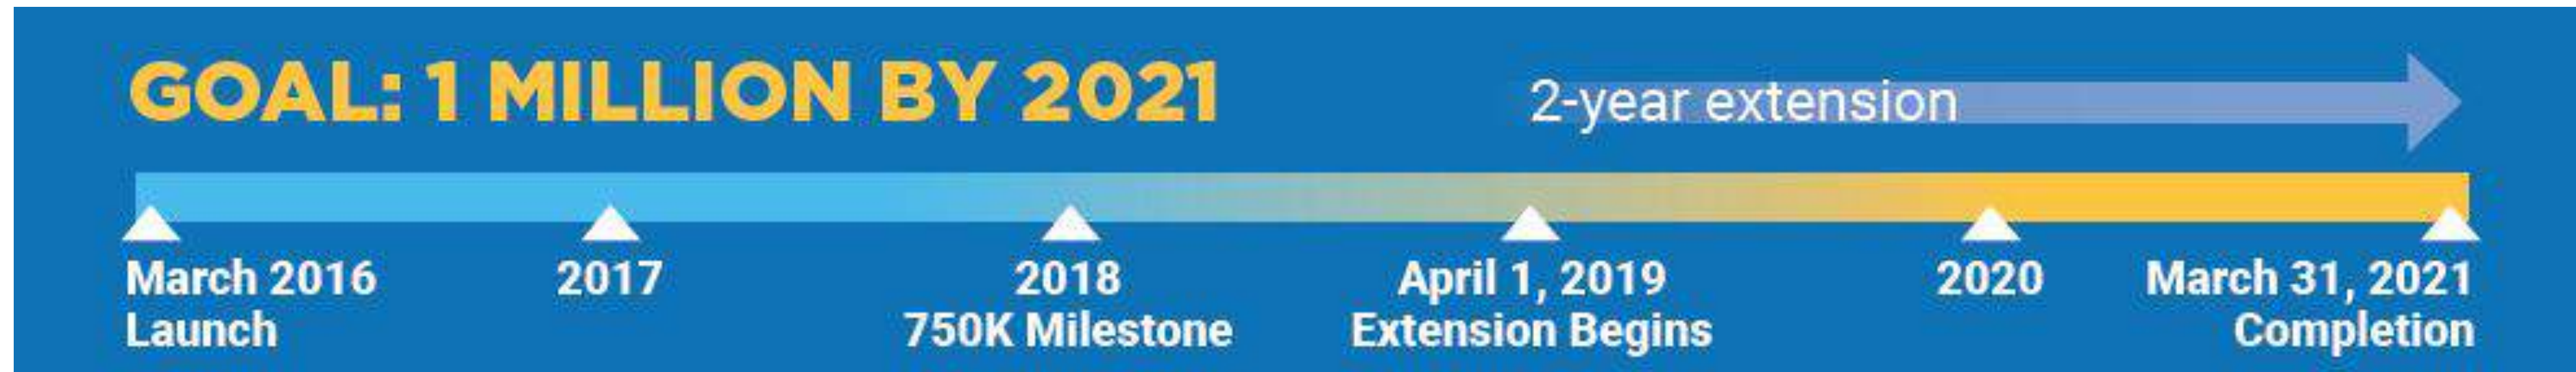 GOAL: 1 MILLION BY 2021
2-year extension
March 2016
Launch
2017
2018
750K Milestone
April 1, 2019
Extension Begins
2020
March 31, 2021
Completion